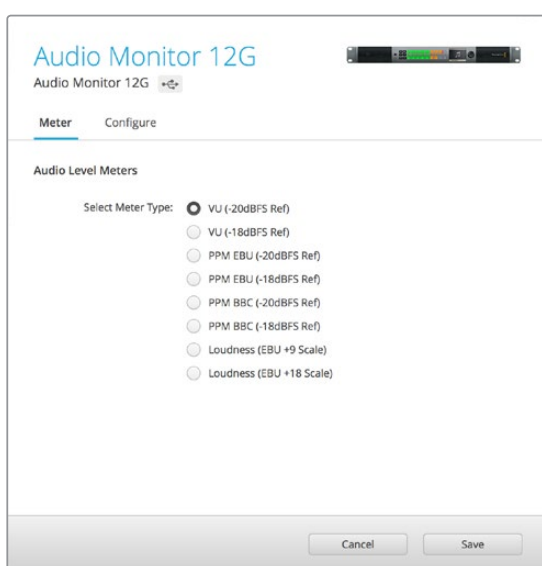 Audio Monitor 12G
Audio Monitor 12G
Meter Configure
Audio Level Meters
Select Meter Type: VU (-20dBFS Ref)
VU (-18dBFS Ref)
PPM EBU (-20dBFS Ref)
PPM EBU (-18dBFS Ref)
PPM BBC (-20dBFS Ref)
PPM BBC (-18dBFS Ref)
Loudness (EBU +9 Scale)
Loudness (EBU +18 Scale)
Cancel Save